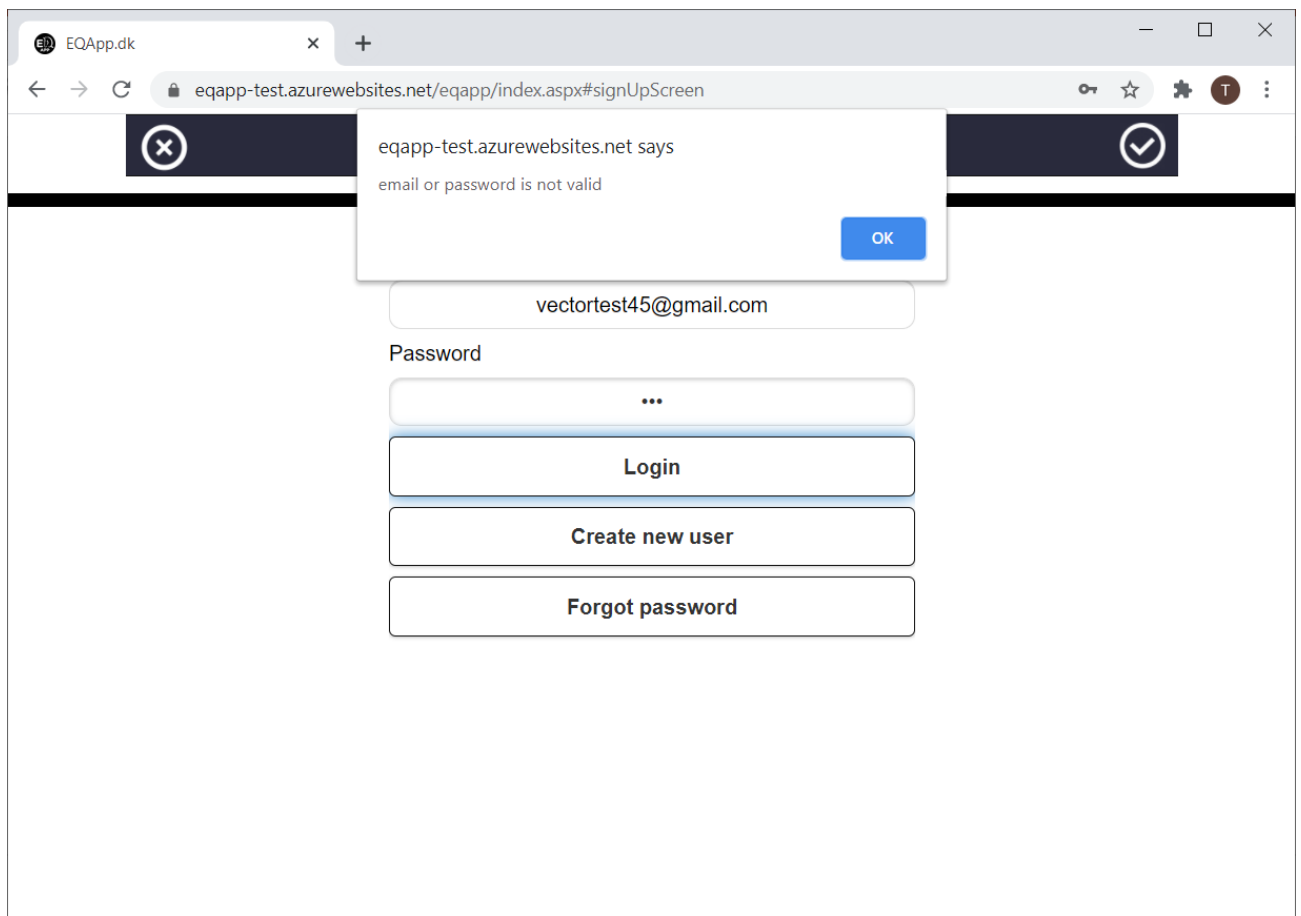 EQApp.dk
eqapp-test.azurewebsites.net/eqapp/index.aspx#signUpScreen
T
eqapp-test.azurewebsites.net says
email or password is not valid
OK
vectortest45@gmail.com
Password
•••
Login
Create new user
Forgot password